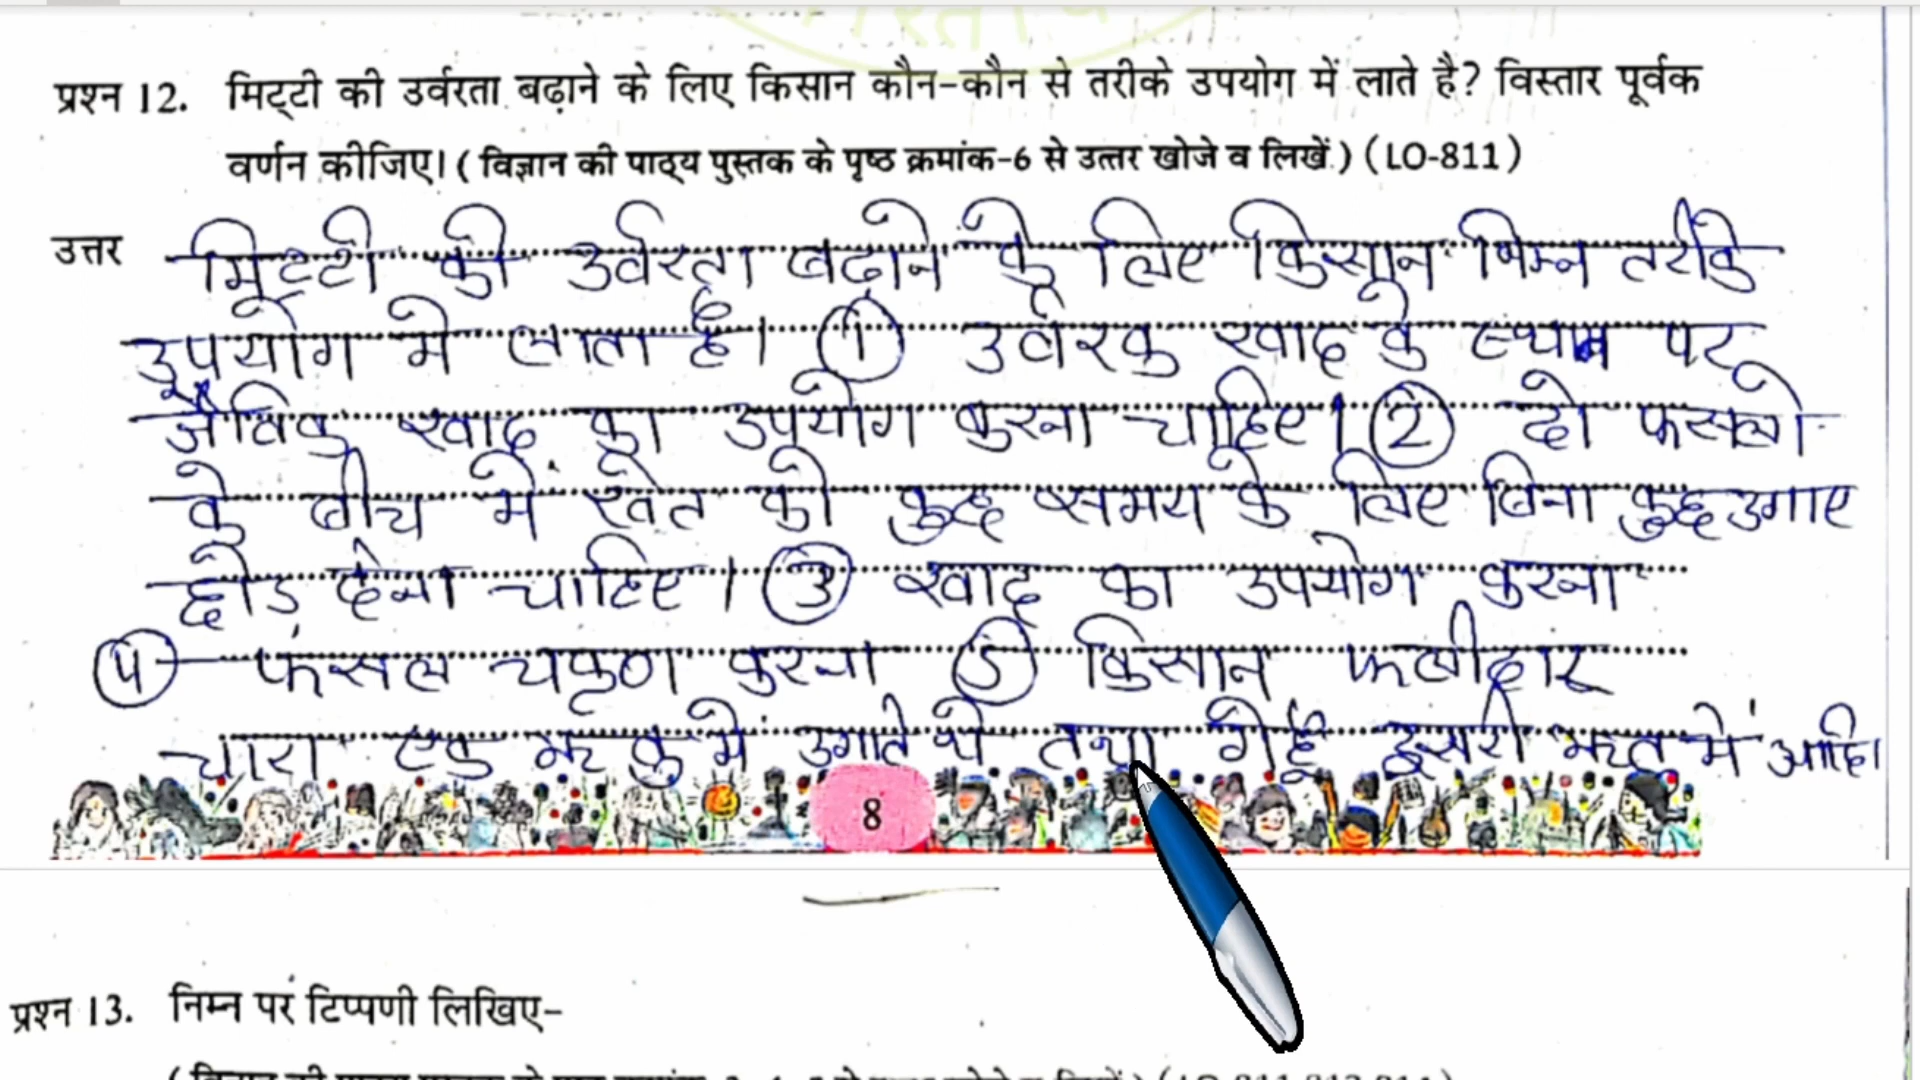 प्रश्न 12. मिट्टी की उर्वरता बढ़ाने के लिए किसान कौन-कौन से तरीके उपयोग में लाते है? विस्तार पूर्वक
वर्णन कीजिए। ( विज्ञान की पाठ्य पुस्तक के पृष्ठ क्रमांक-6 से उत्तर खोजे व लिखें ) (LO-811)
उत्तर मिट्टी की उर्वरता बढ़ाने के लिए किसान निम्न तरीके
उपयोग मे लाता है। ① उर्वरक खाद के स्थान पर
जैविक खाद का उपयोग करना चाहिए। ② दो फसलो
के बीच में खेत को कुछ समय के लिए बिना कुछ उगाए
छोड़ देना चाहिए। ③ खाद का उपयोग करना
④ फसल चक्रण करना ⑤ किसान फलीदार
चारा एक में उगाते थे तथा गेहूँ दूसरी में आदि।
8
प्रश्न 13. निम्न पर टिप्पणी लिखिए-